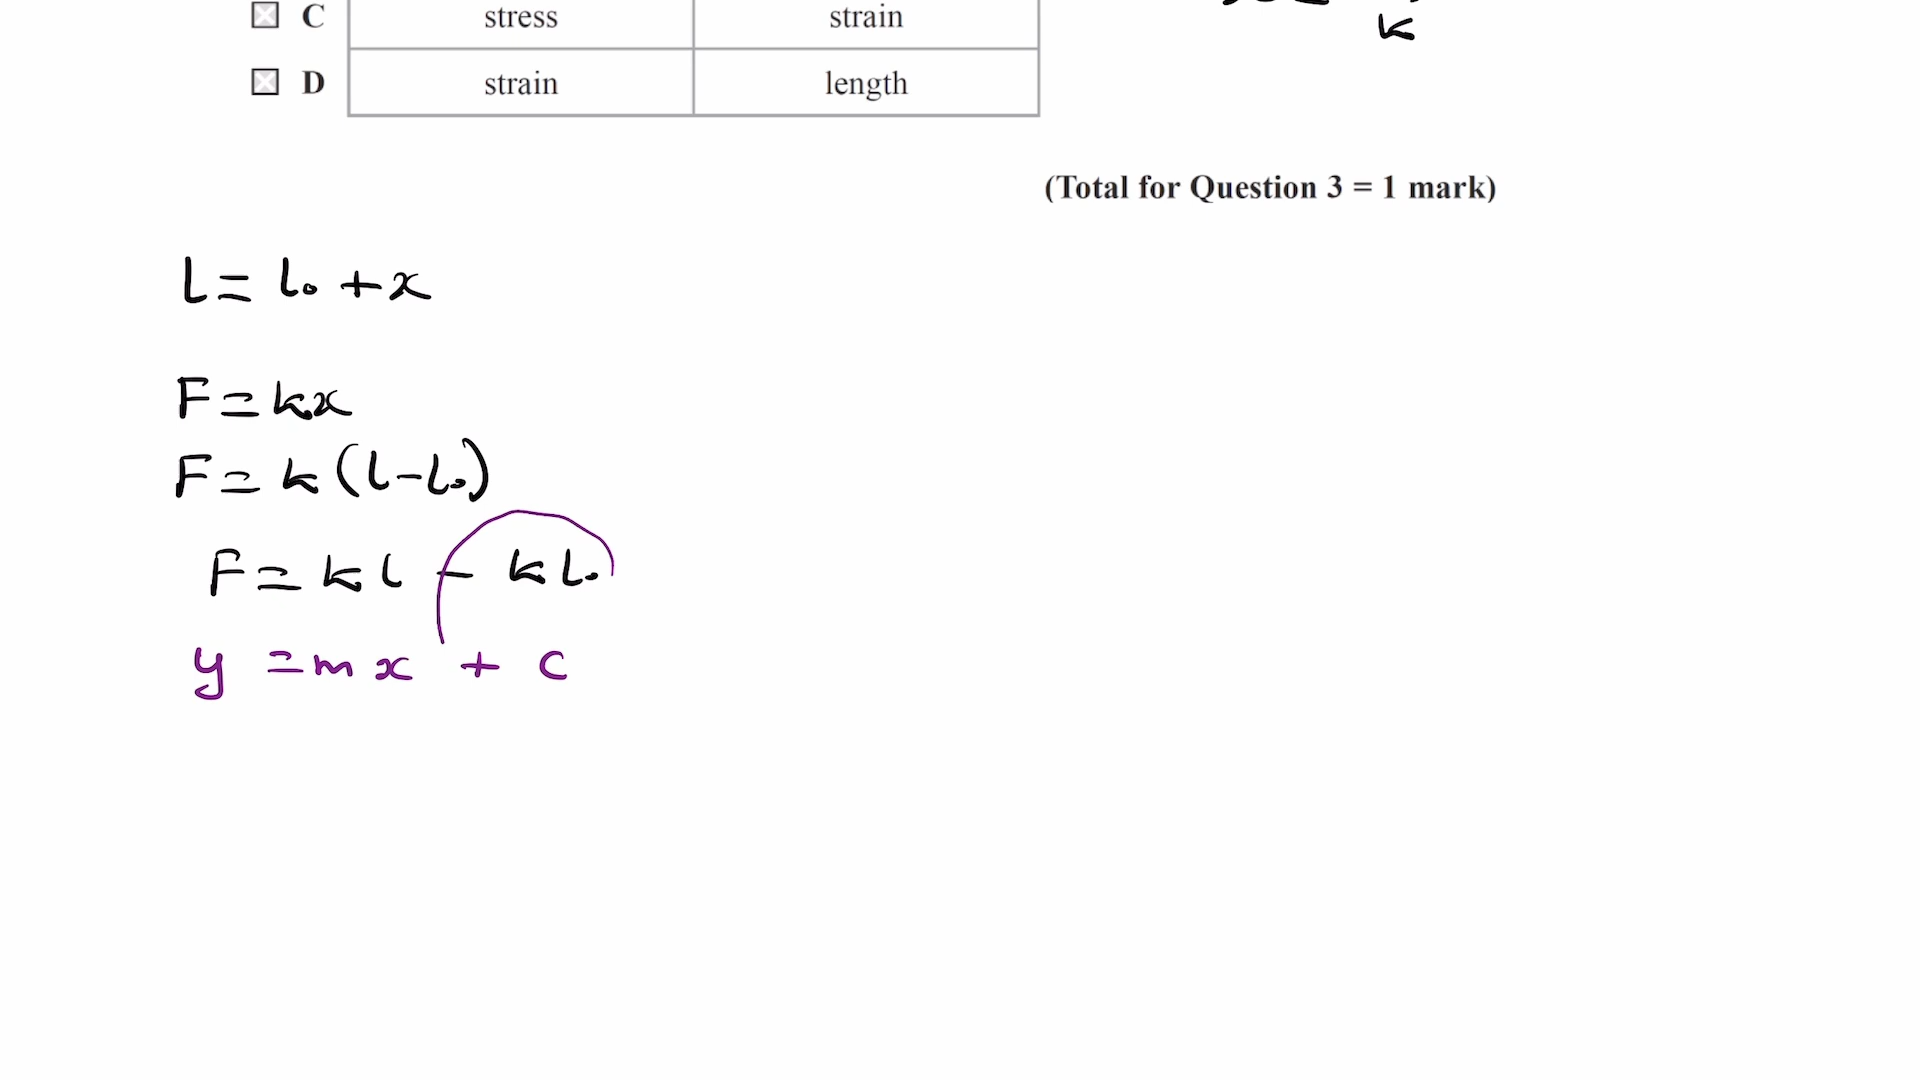 C stress strain
k
D strain length
(Total for Question 3 = 1 mark)
l = l₀ + x
F = kx
F = k(l-l₀)
F = kl - kl₀
y = mx + c